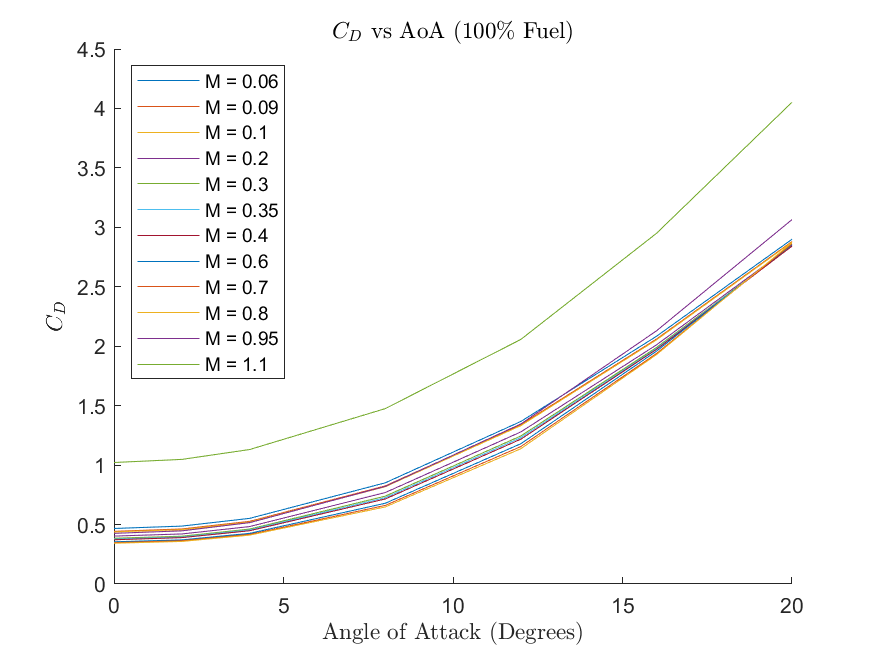 C_D vs AoA (100% Fuel)
4.5
4
3.5
3
2.5
2
1.5
1
0.5
0
C_D
M = 0.06
M = 0.09
M = 0.1
M = 0.2
M = 0.3
M = 0.35
M = 0.4
M = 0.6
M = 0.7
M = 0.8
M = 0.95
M = 1.1
0 5 10 15 20
Angle of Attack (Degrees)